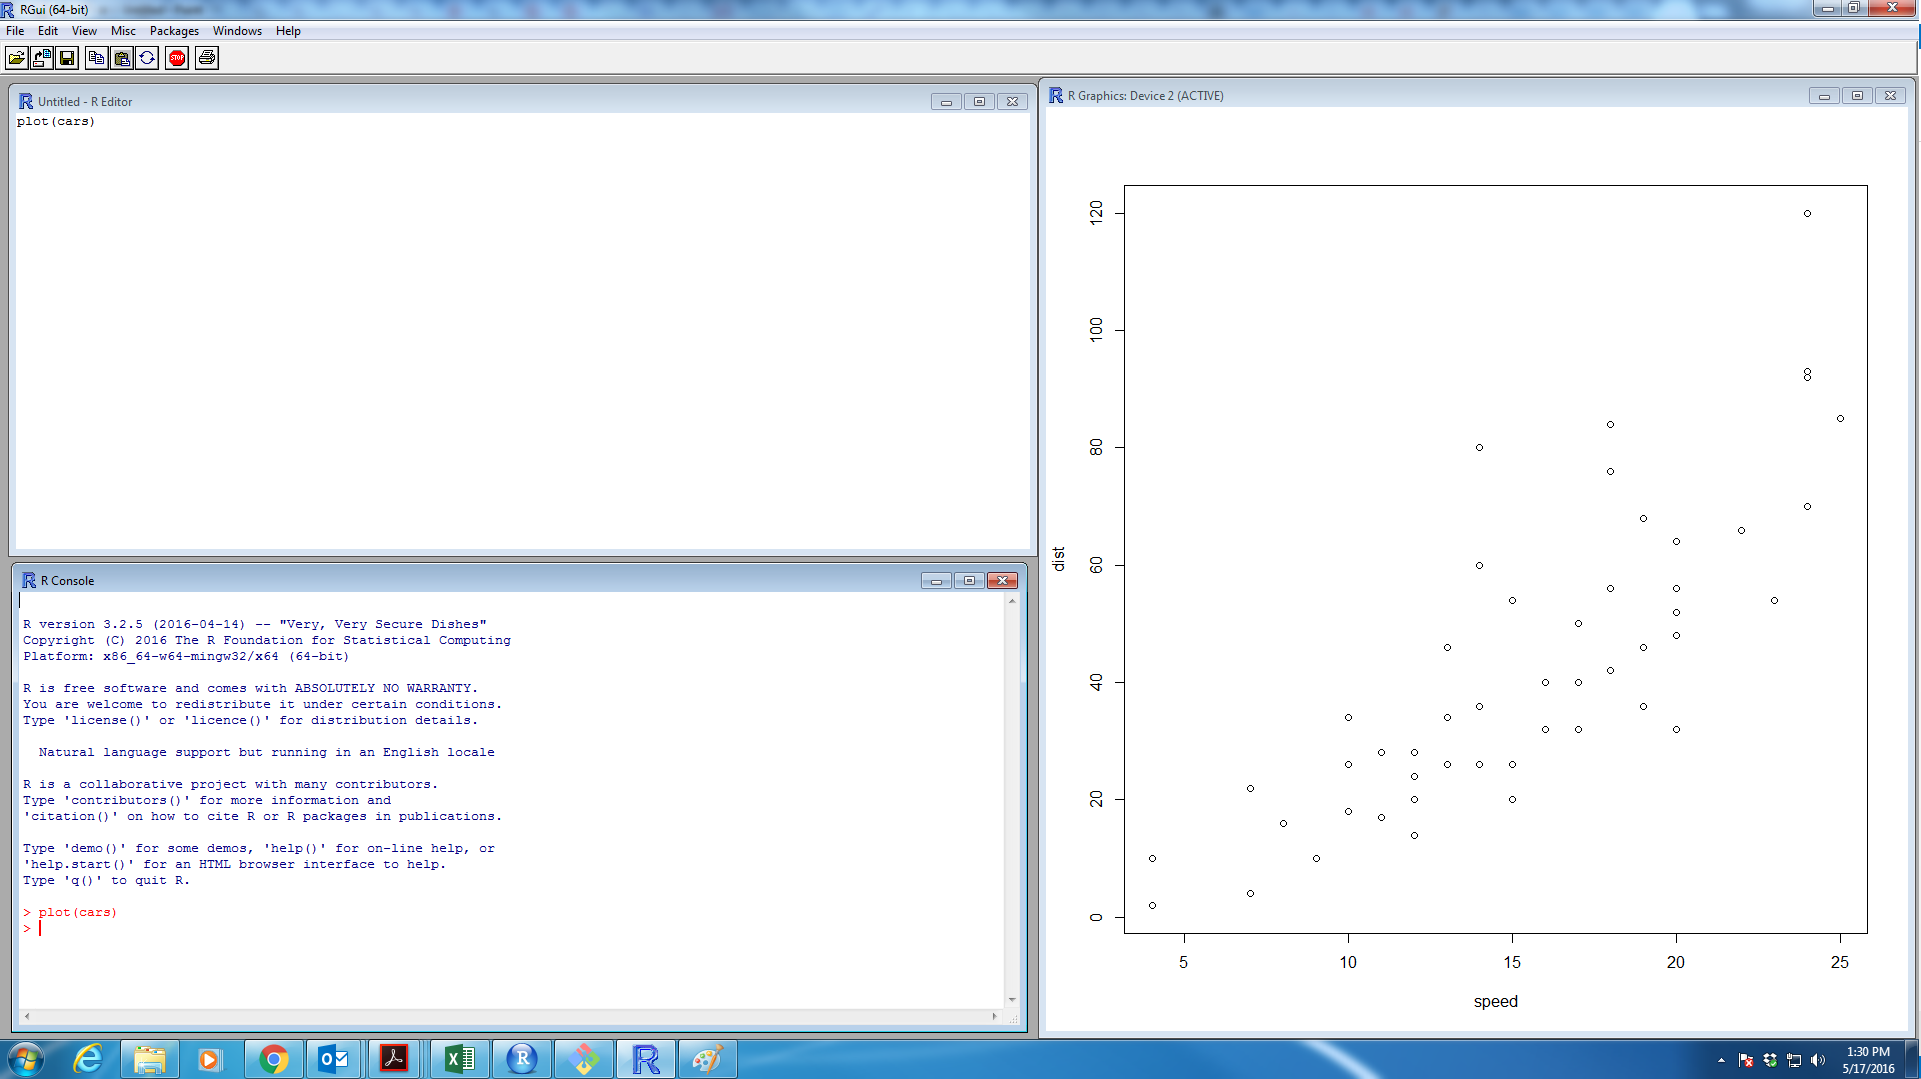 RGui (64-bit)
File Edit View Misc Packages Windows Help
STOP
Untitled - R Editor
plot(cars)
R Console
R version 3.2.5 (2016-04-14) -- "Very, Very Secure Dishes"
Copyright (C) 2016 The R Foundation for Statistical Computing
Platform: x86_64-w64-mingw32/x64 (64-bit)
R is free software and comes with ABSOLUTELY NO WARRANTY.
You are welcome to redistribute it under certain conditions.
Type 'license()' or 'licence()' for distribution details.
Natural language support but running in an English locale
R is a collaborative project with many contributors.
Type 'contributors()' for more information and
'citation()' on how to cite R or R packages in publications.
Type 'demo()' for some demos, 'help()' for on-line help, or
'help.start()' for an HTML browser interface to help.
Type 'q()' to quit R.
> plot(cars)
>
R Graphics: Device 2 (ACTIVE)
120
100
80
60
40
20
0
dist
5 10 15 20 25
speed
1:30 PM
5/17/2016